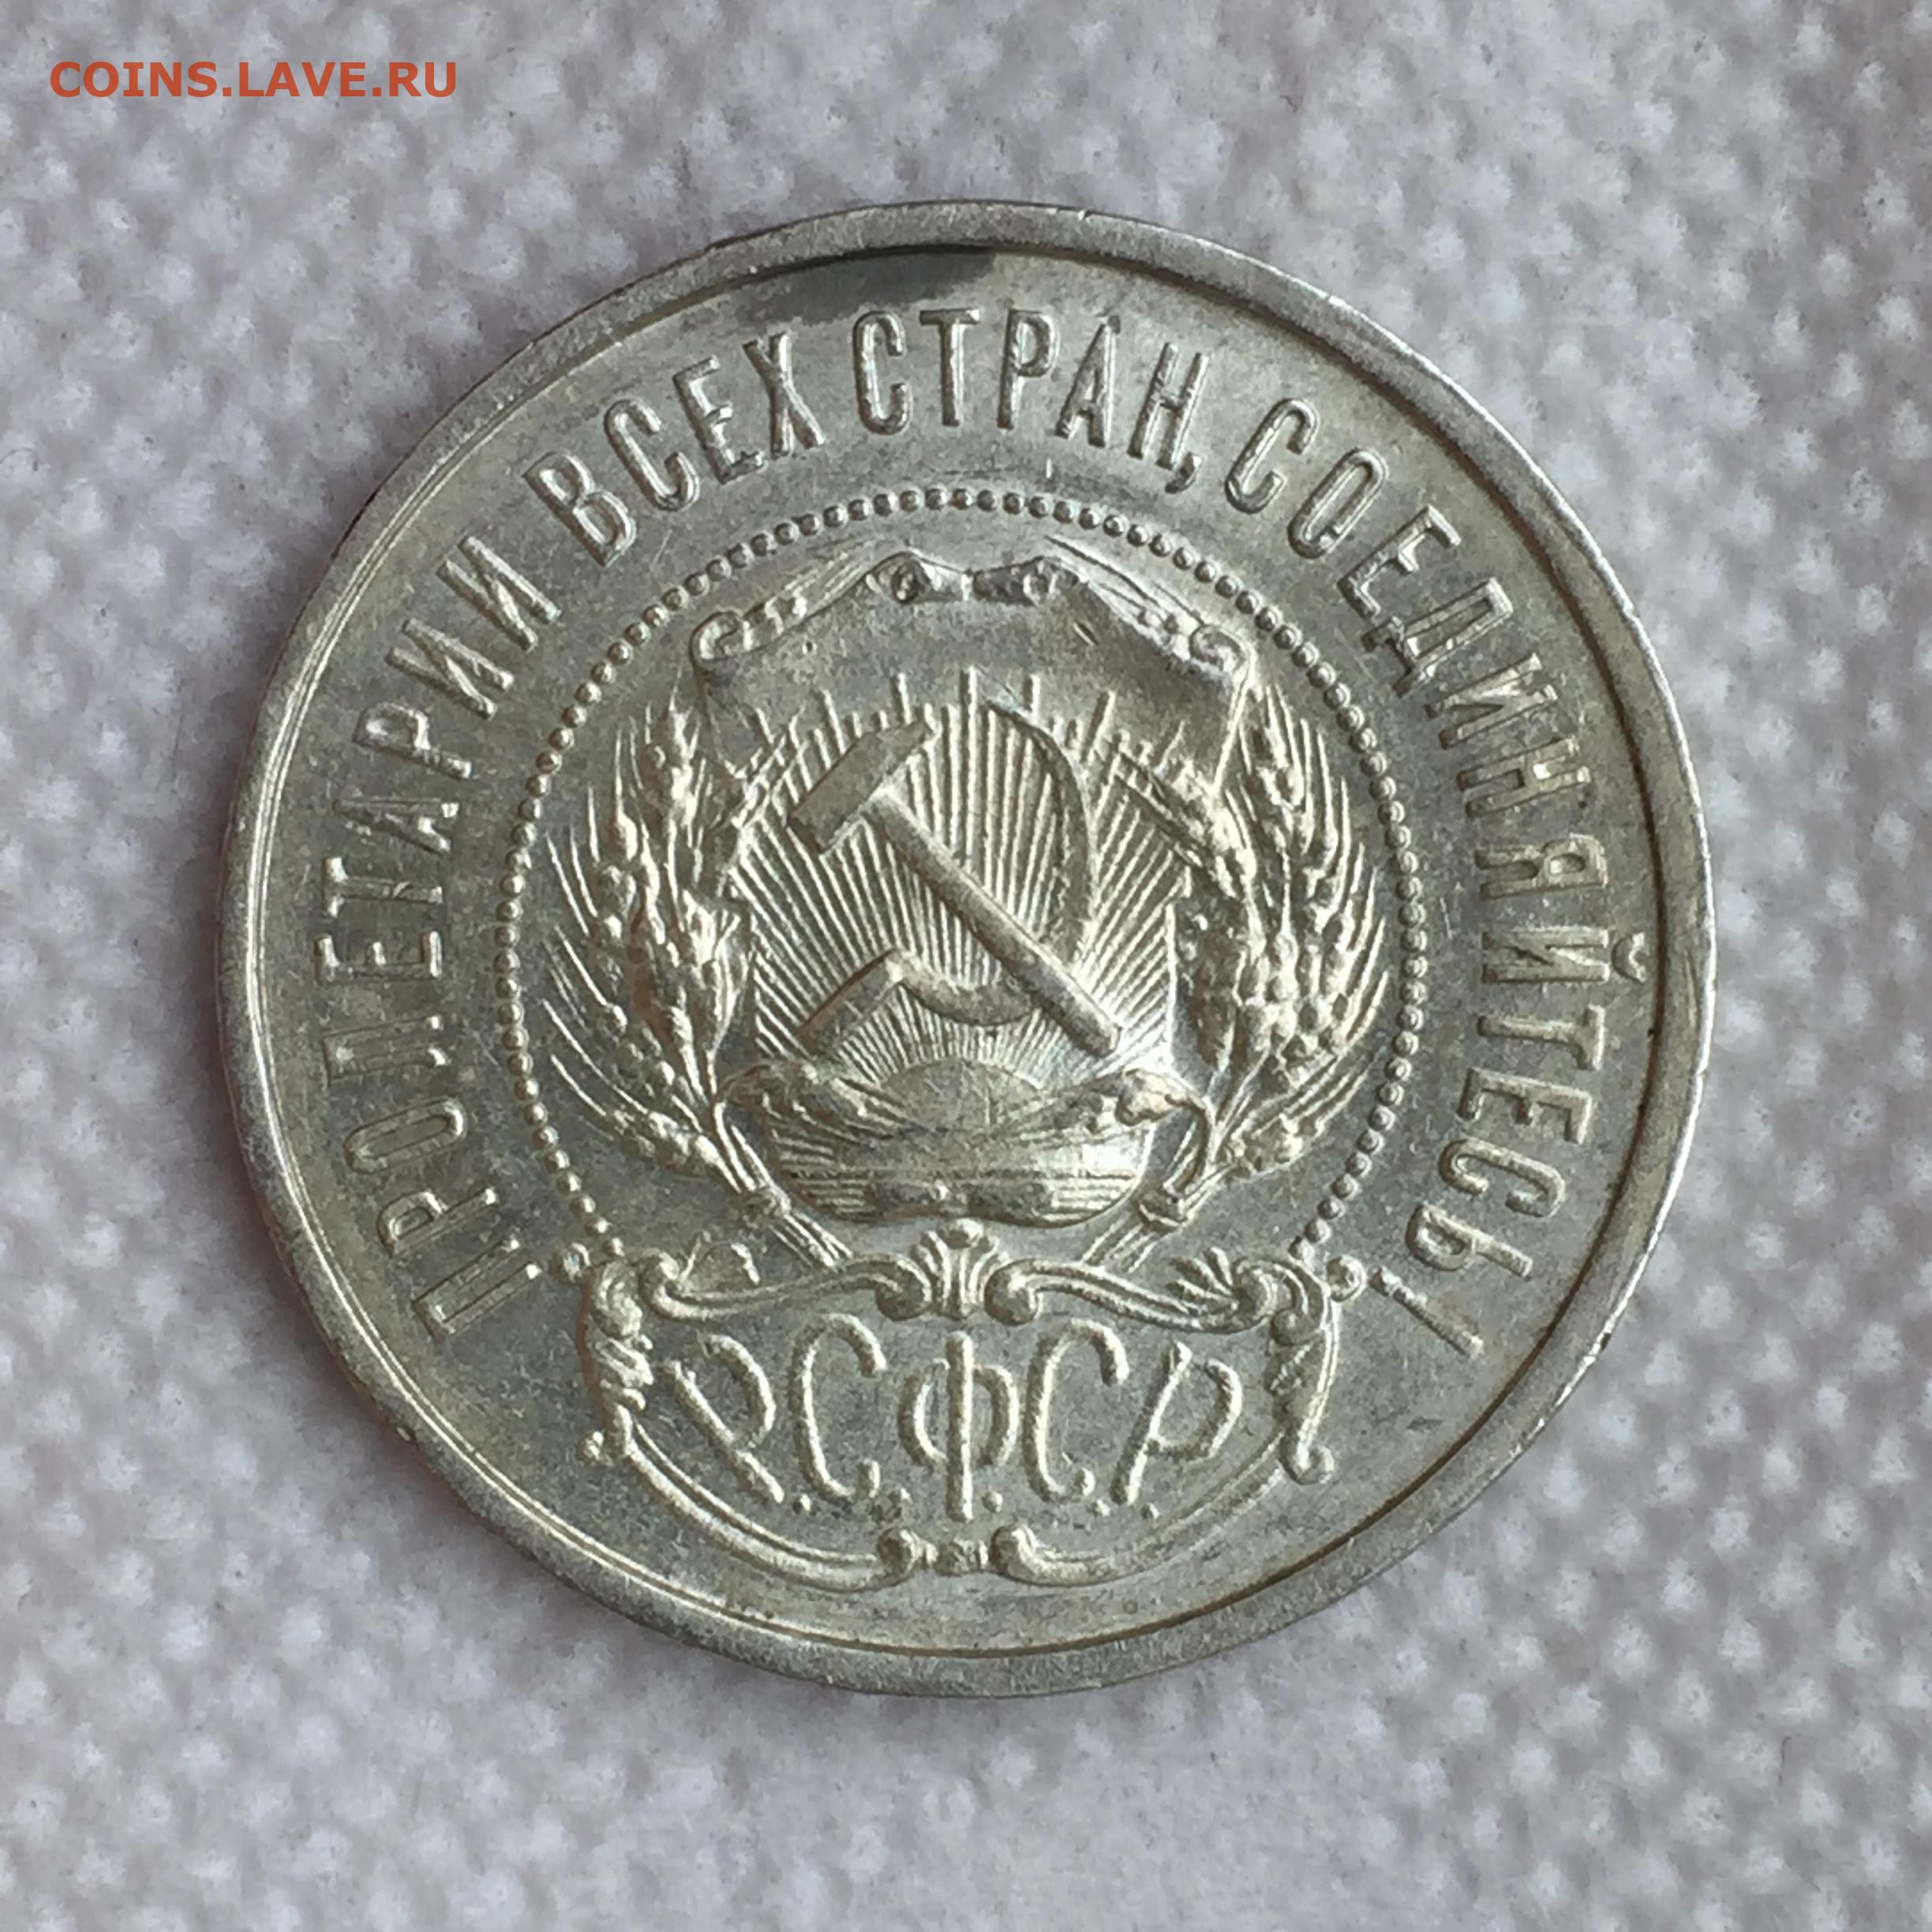 COINS.LAVE.RU
ПРОЛЕТАРИИ ВСЕХ СТРАН, СОЕДИНЯЙТЕСЬ!
Р.С.Ф.С.Р.